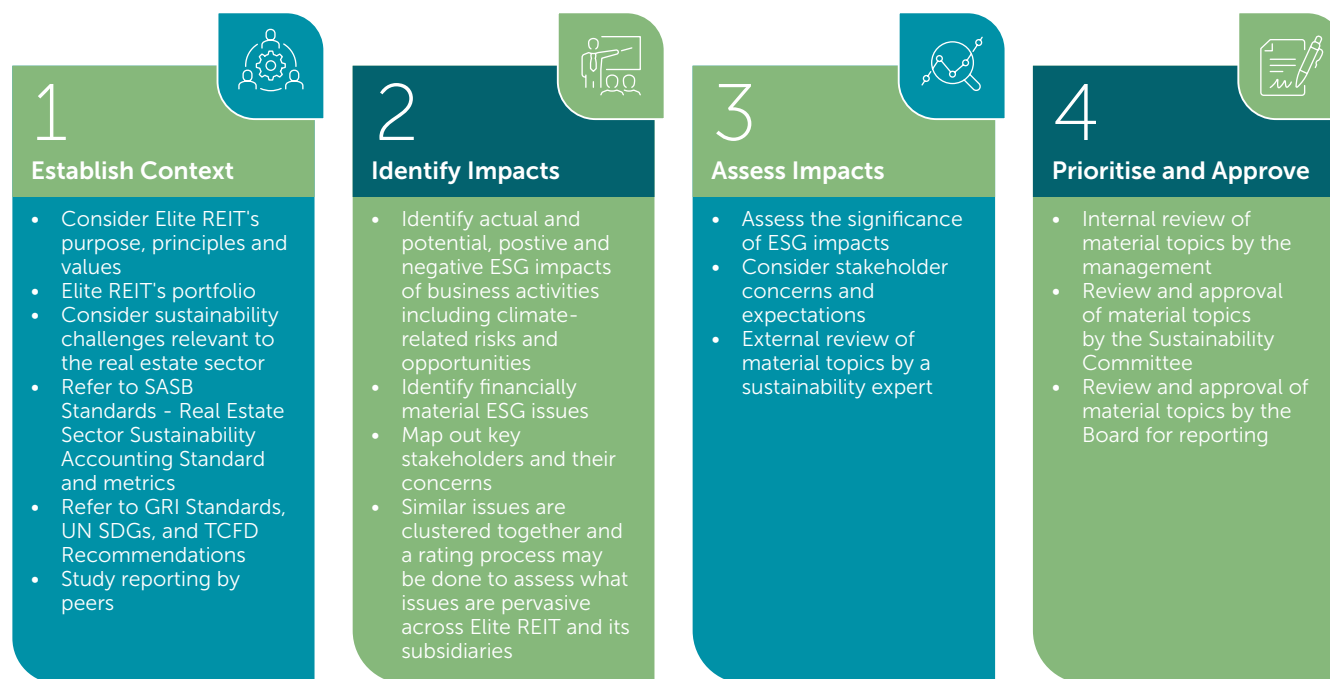 1
Establish Context
• Consider Elite REIT's
purpose, principles and
values
• Elite REIT's portfolio
• Consider sustainability
challenges relevant to
the real estate sector
• Refer to SASB
Standards - Real Estate
Sector Sustainability
Accounting Standard
and metrics
• Refer to GRI Standards,
UN SDGs, and TCFD
Recommendations
• Study reporting by
peers
2
Identify Impacts
• Identify actual and
potential, postive and
negative ESG impacts
of business activities
including climate-
related risks and
opportunities
• Identify financially
material ESG issues
• Map out key
stakeholders and their
concerns
• Similar issues are
clustered together and
a rating process may
be done to assess what
issues are pervasive
across Elite REIT and its
subsidiaries
3
Assess Impacts
• Assess the significance
of ESG impacts
• Consider stakeholder
concerns and
expectations
• External review of
material topics by a
sustainability expert
4
Prioritise and Approve
• Internal review of
material topics by the
management
• Review and approval
of material topics
by the Sustainability
Committee
• Review and approval of
material topics by the
Board for reporting